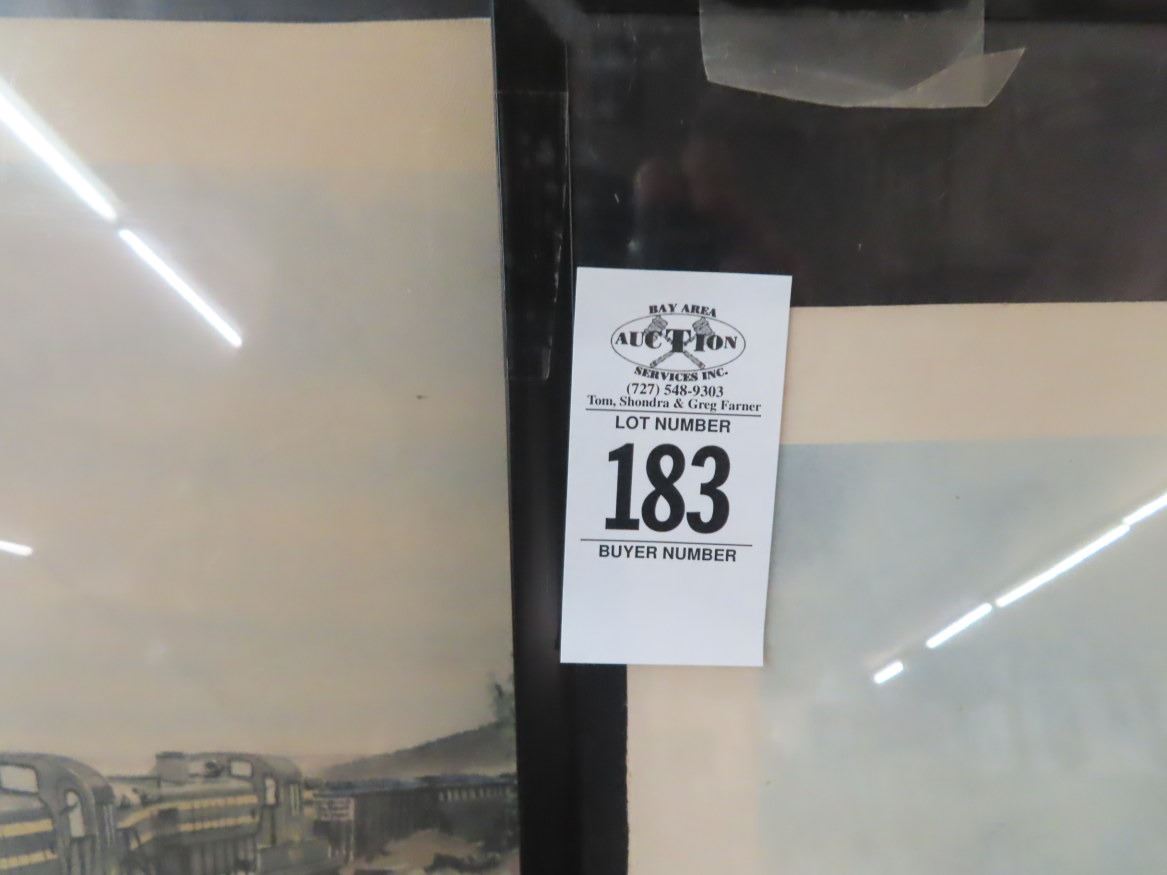 BAY AREA
AUCTION
SERVICES INC.
(727) 548-9303
Tom, Shondra & Greg Farner
LOT NUMBER
183
BUYER NUMBER